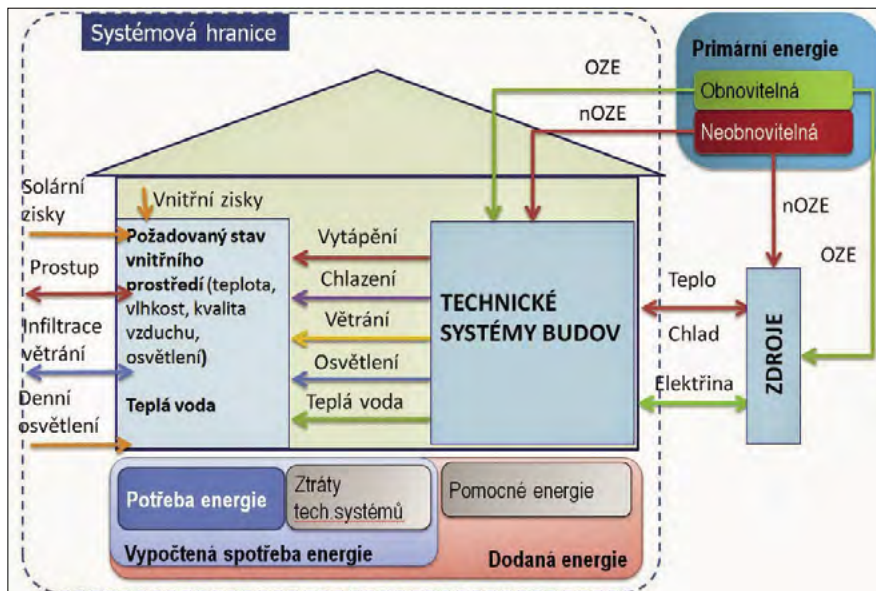 Systémová hranice
Primární energie
OZE
Obnovitelná
nOZE
Neobnovitelná
Solární
zisky
Vnitřní zisky
nOZE
Požadovaný stav
vnitřního
prostředí (teplota,
vlhkost, kvalita
vzduchu,
osvětlení)
Teplá voda
Prostup
Infiltrace
větrání
Denní
osvětlení
Vytápění
Chlazení
Větrání
Osvětlení
Teplá voda
TECHNICKÉ
SYSTÉMY BUDOV
OZE
Teplo
Chlad
Elektřina
ZDROJE
Potřeba energie
Ztráty
tech.systémů
Pomocné energie
Vypočtená spotřeba energie
Dodaná energie